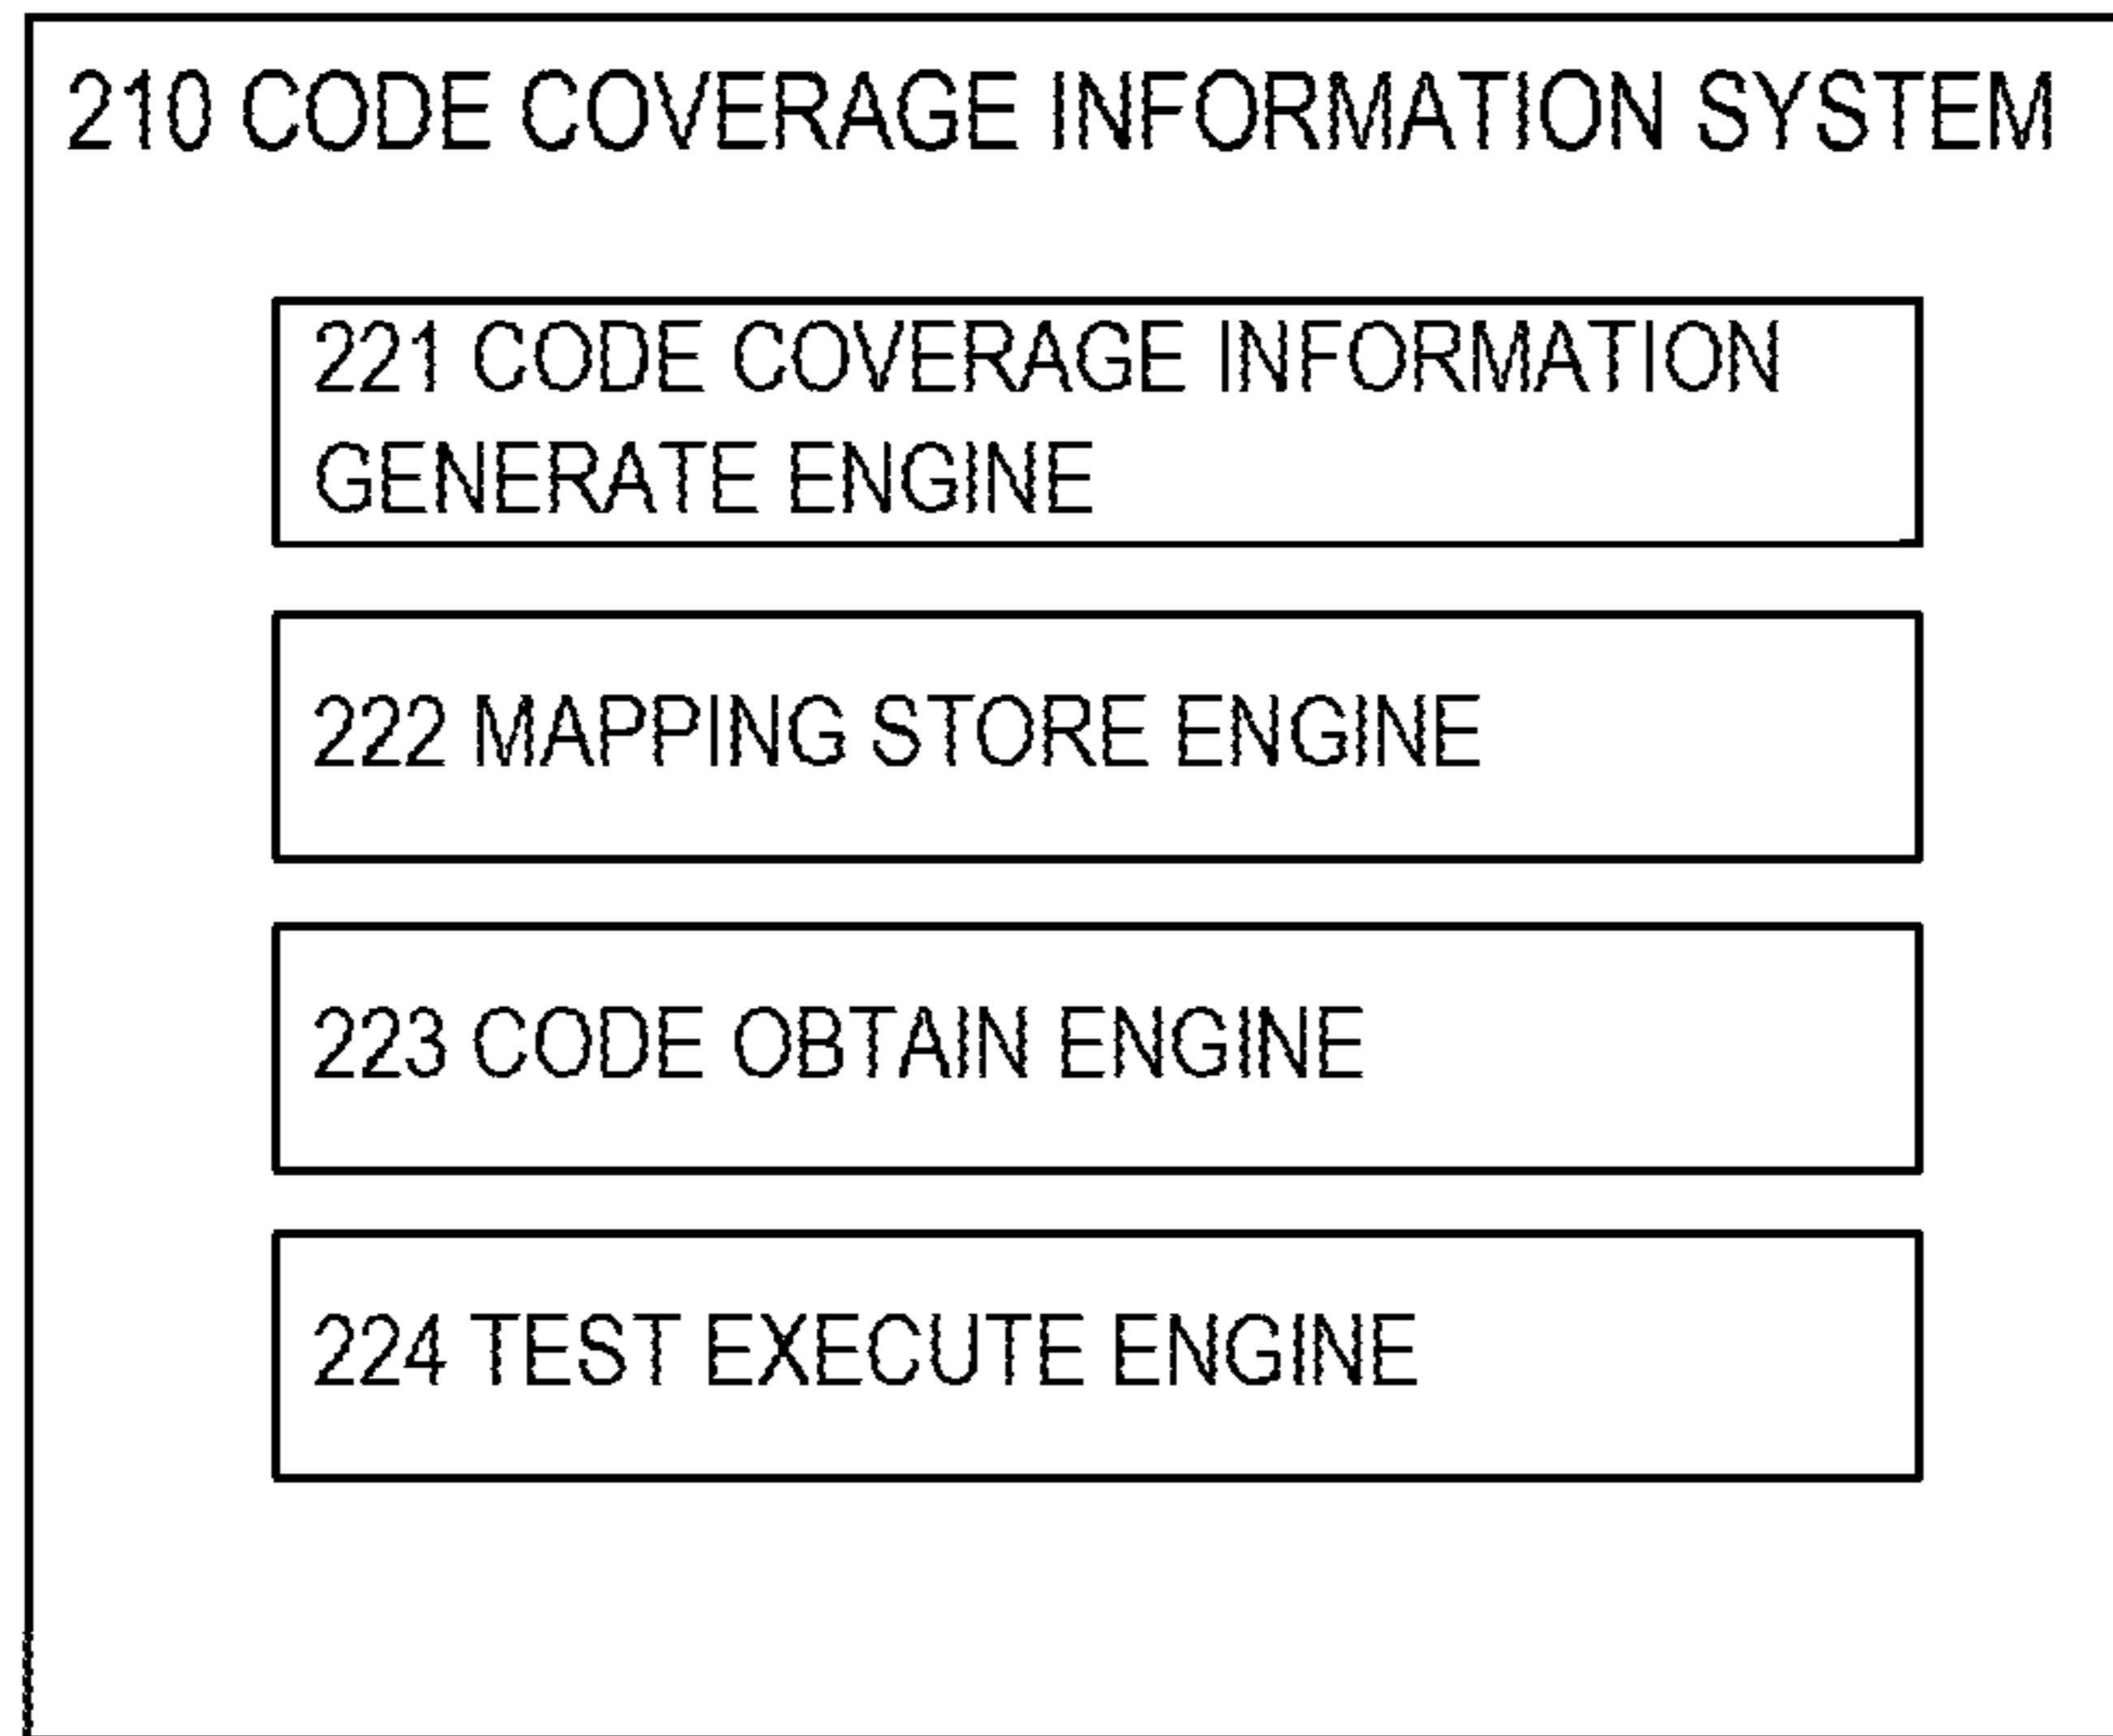 210 CODE COVERAGE INFORMATION SYSTEM
221 CODE COVERAGE INFORMATION
GENERATE ENGINE
222 MAPPING STORE ENGINE
223 CODE OBTAIN ENGINE
224 TEST EXECUTE ENGINE